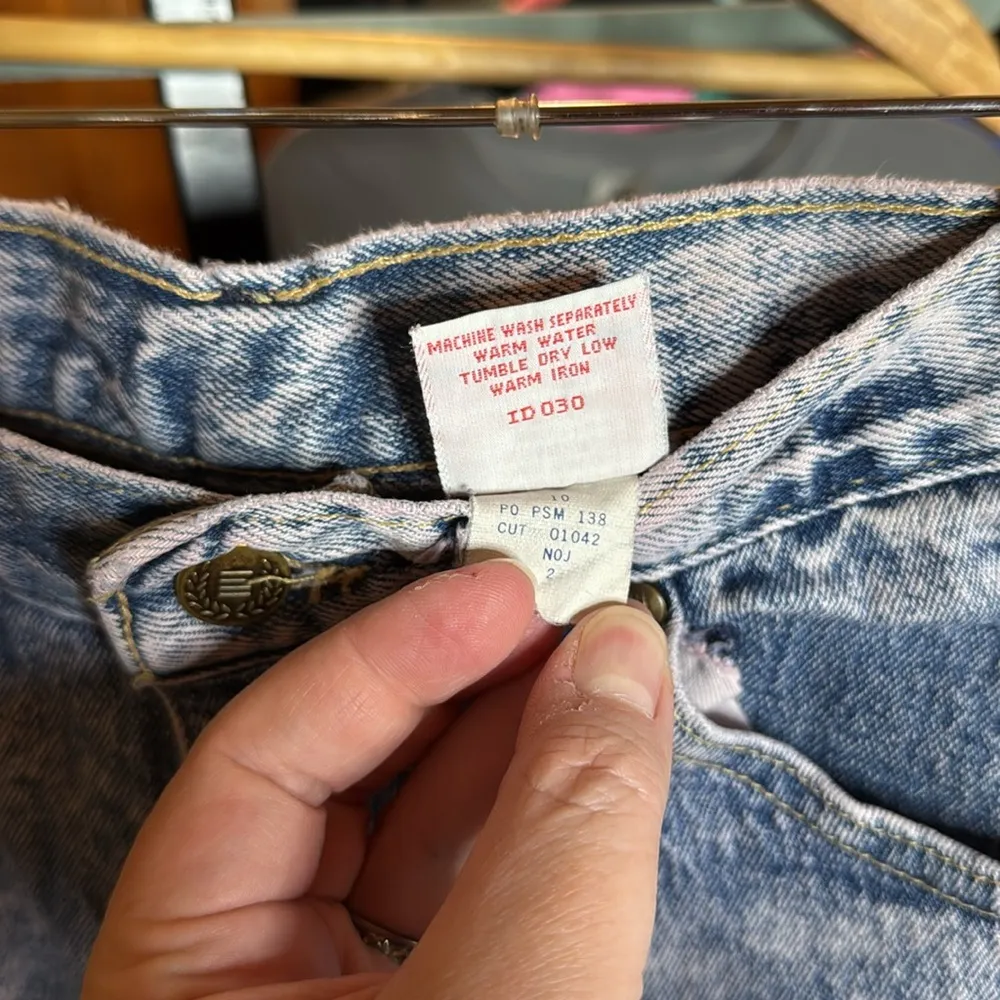 MACHINE WASH SEPARATELY
WARM WATER
TUMBLE DRY LOW
WARM IRON
ID 030
10
PO PSM 138
CUT 01042
NOJ
2